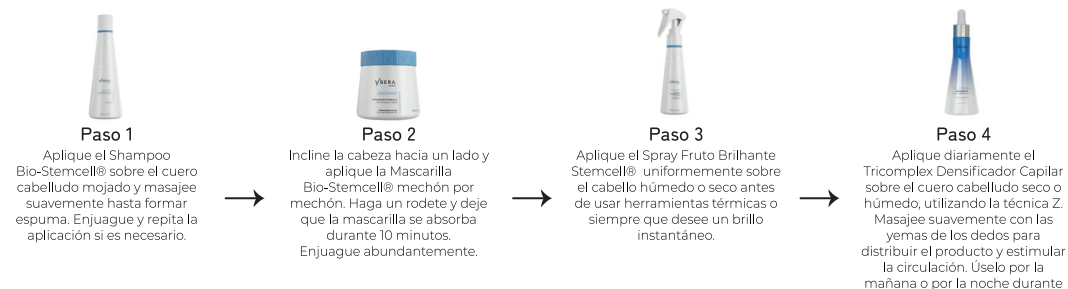 YBERA
YBERA
YBERA
Paso 1
Aplique el Shampoo
Bio-Stemcell® sobre el cuero
cabelludo mojado y masajee
suavemente hasta formar
espuma. Enjuague y repita la
aplicación si es necesario.
Paso 2
Incline la cabeza hacia un lado y
aplique la Mascarilla
Bio-Stemcell® mechón por
mechón. Haga un rodete y deje
que la mascarilla se absorba
durante 10 minutos.
Enjuague abundantemente.
Paso 3
Aplique el Spray Fruto Brilhante
Stemcell® uniformemente sobre
el cabello húmedo o seco antes
de usar herramientas térmicas o
siempre que desee un brillo
instantáneo.
Paso 4
Aplique diariamente el
Tricomplex Densificador Capilar
sobre el cuero cabelludo seco o
húmedo, utilizando la técnica Z.
Masajee suavemente con las
yemas de los dedos para
distribuir el producto y estimular
la circulación. Úselo por la
mañana o por la noche durante